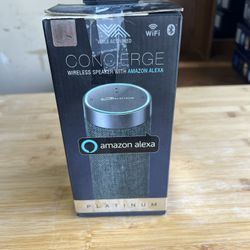 WiFi
CONCIERGE
WIRELESS SPEAKER WITH AMAZON ALEXA
amazon alexa
PLATINUM